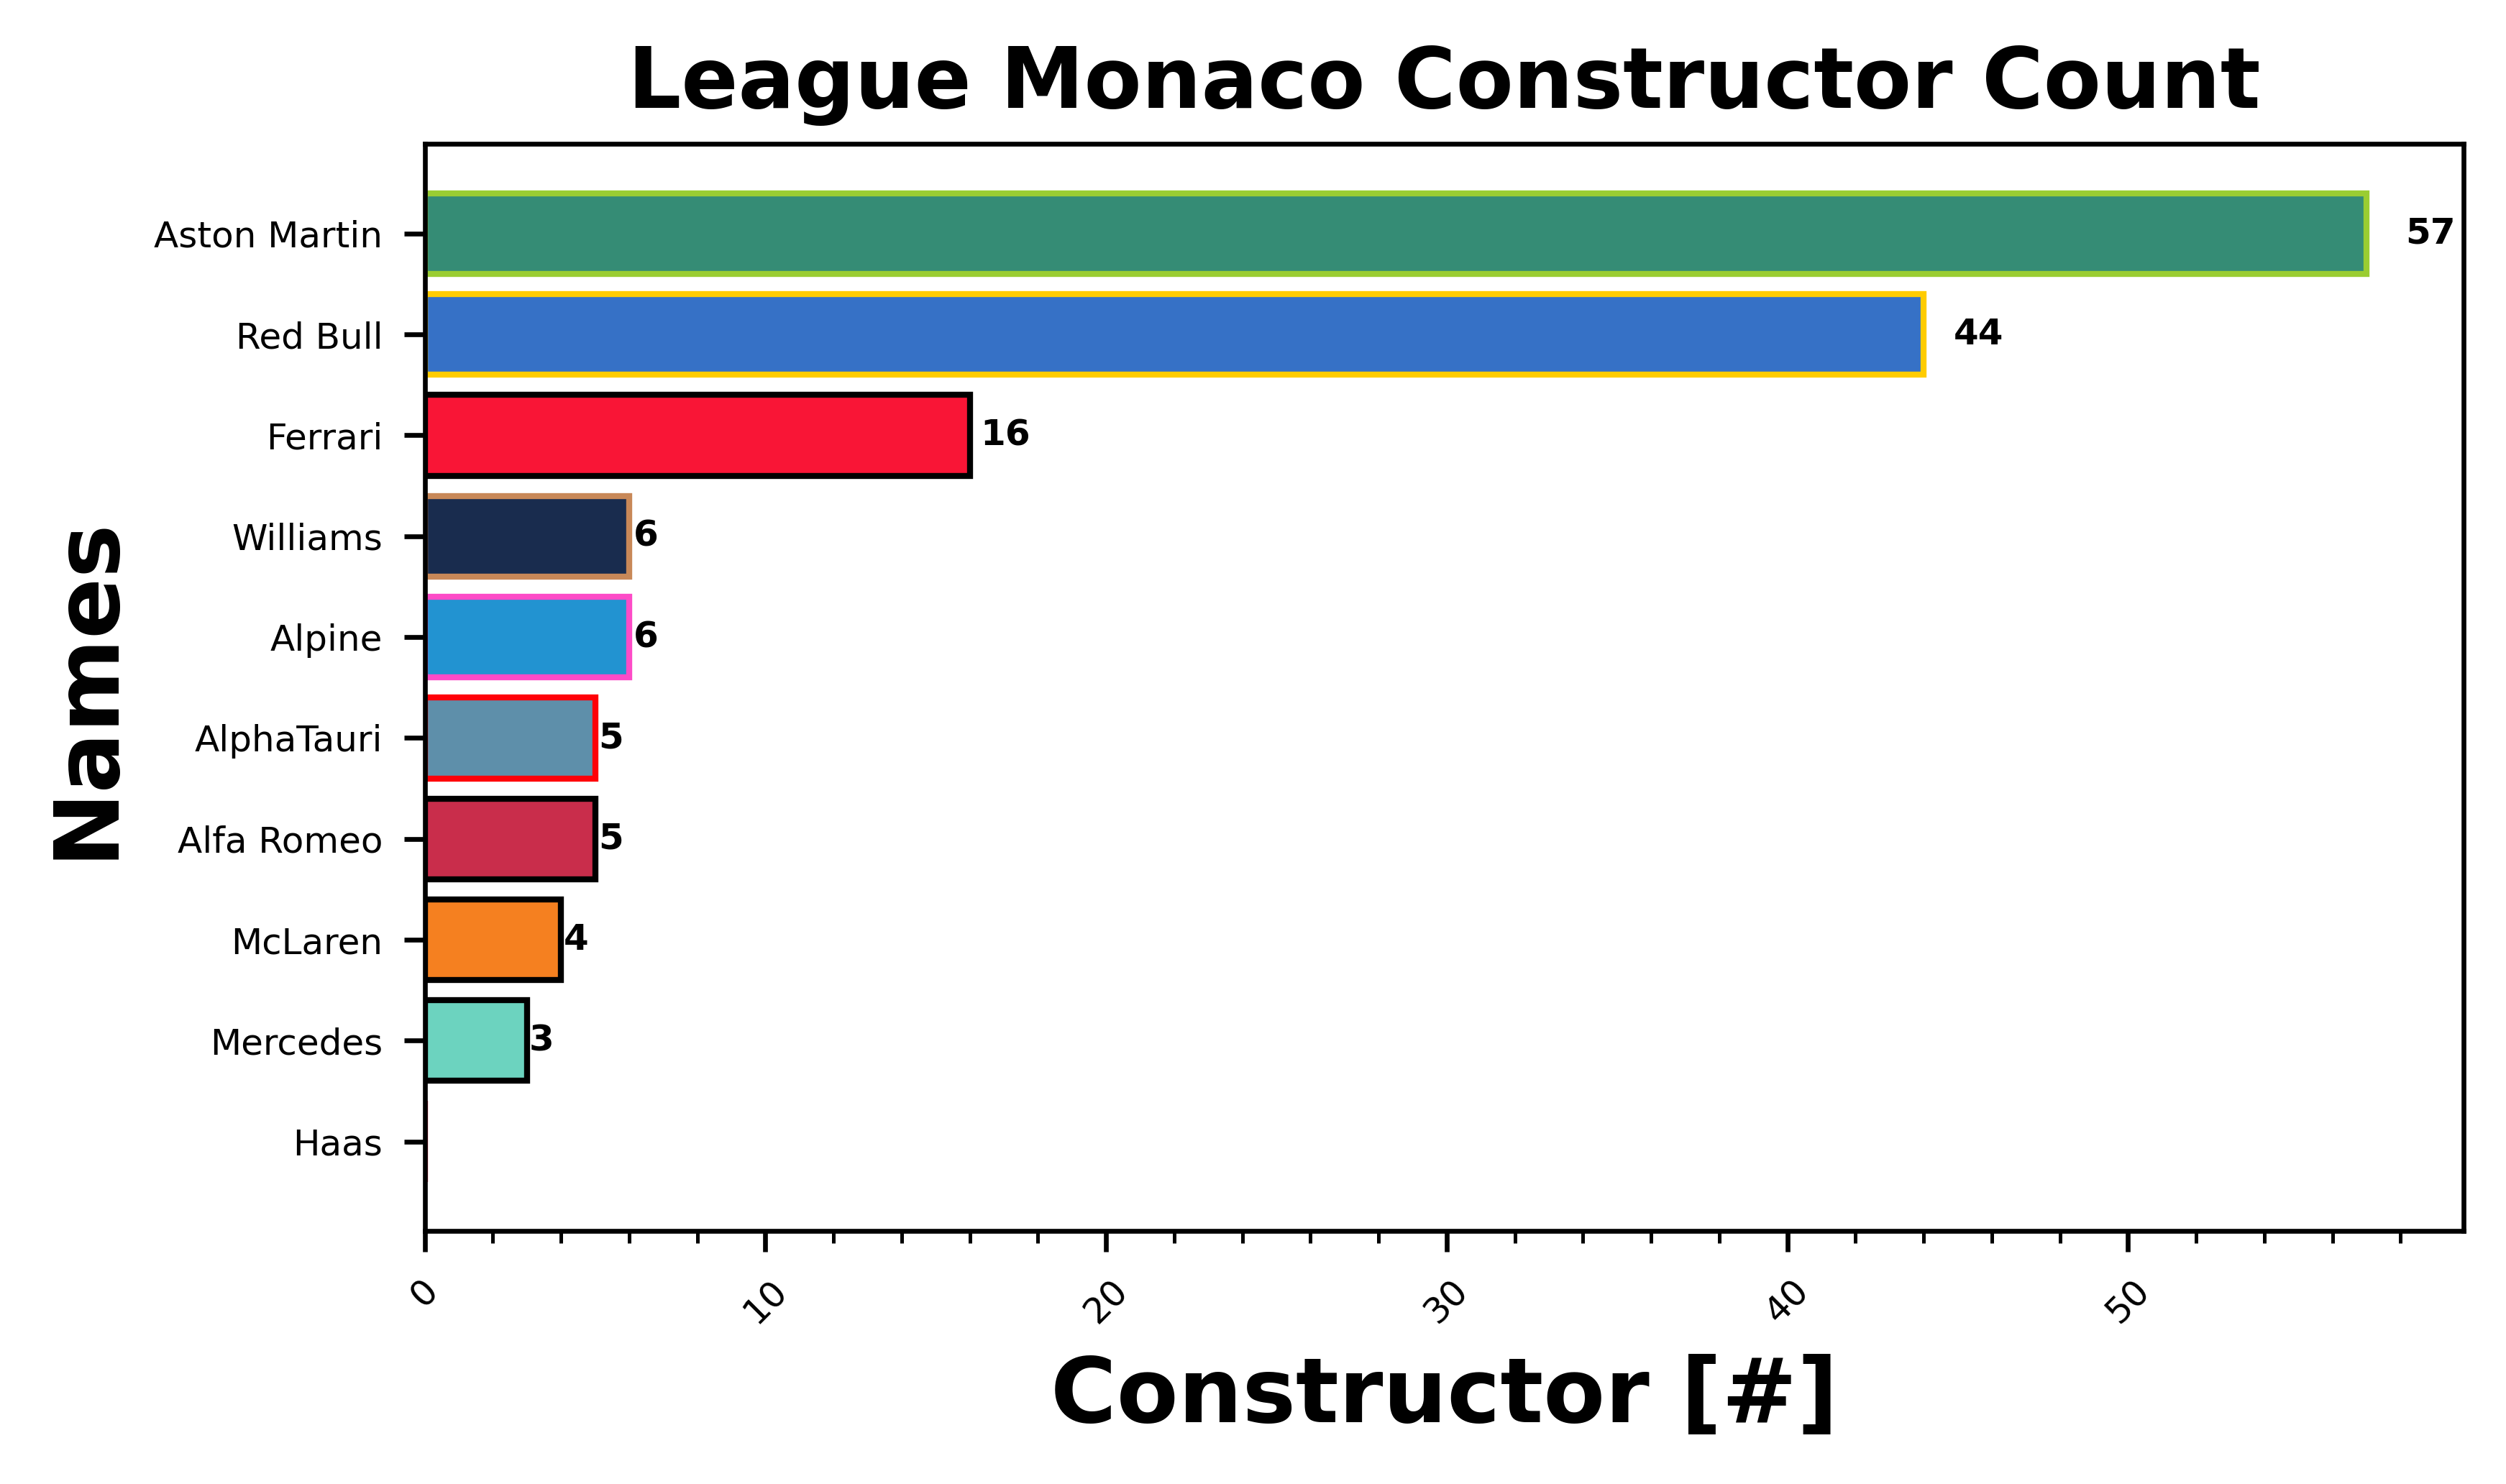 League Monaco Constructor Count
Names
Aston Martin 57
Red Bull 44
Ferrari 16
Williams 6
Alpine 6
AlphaTauri 5
Alfa Romeo 5
McLaren 4
Mercedes 3
Haas
0 10 20 30 40 50
Constructor [#]